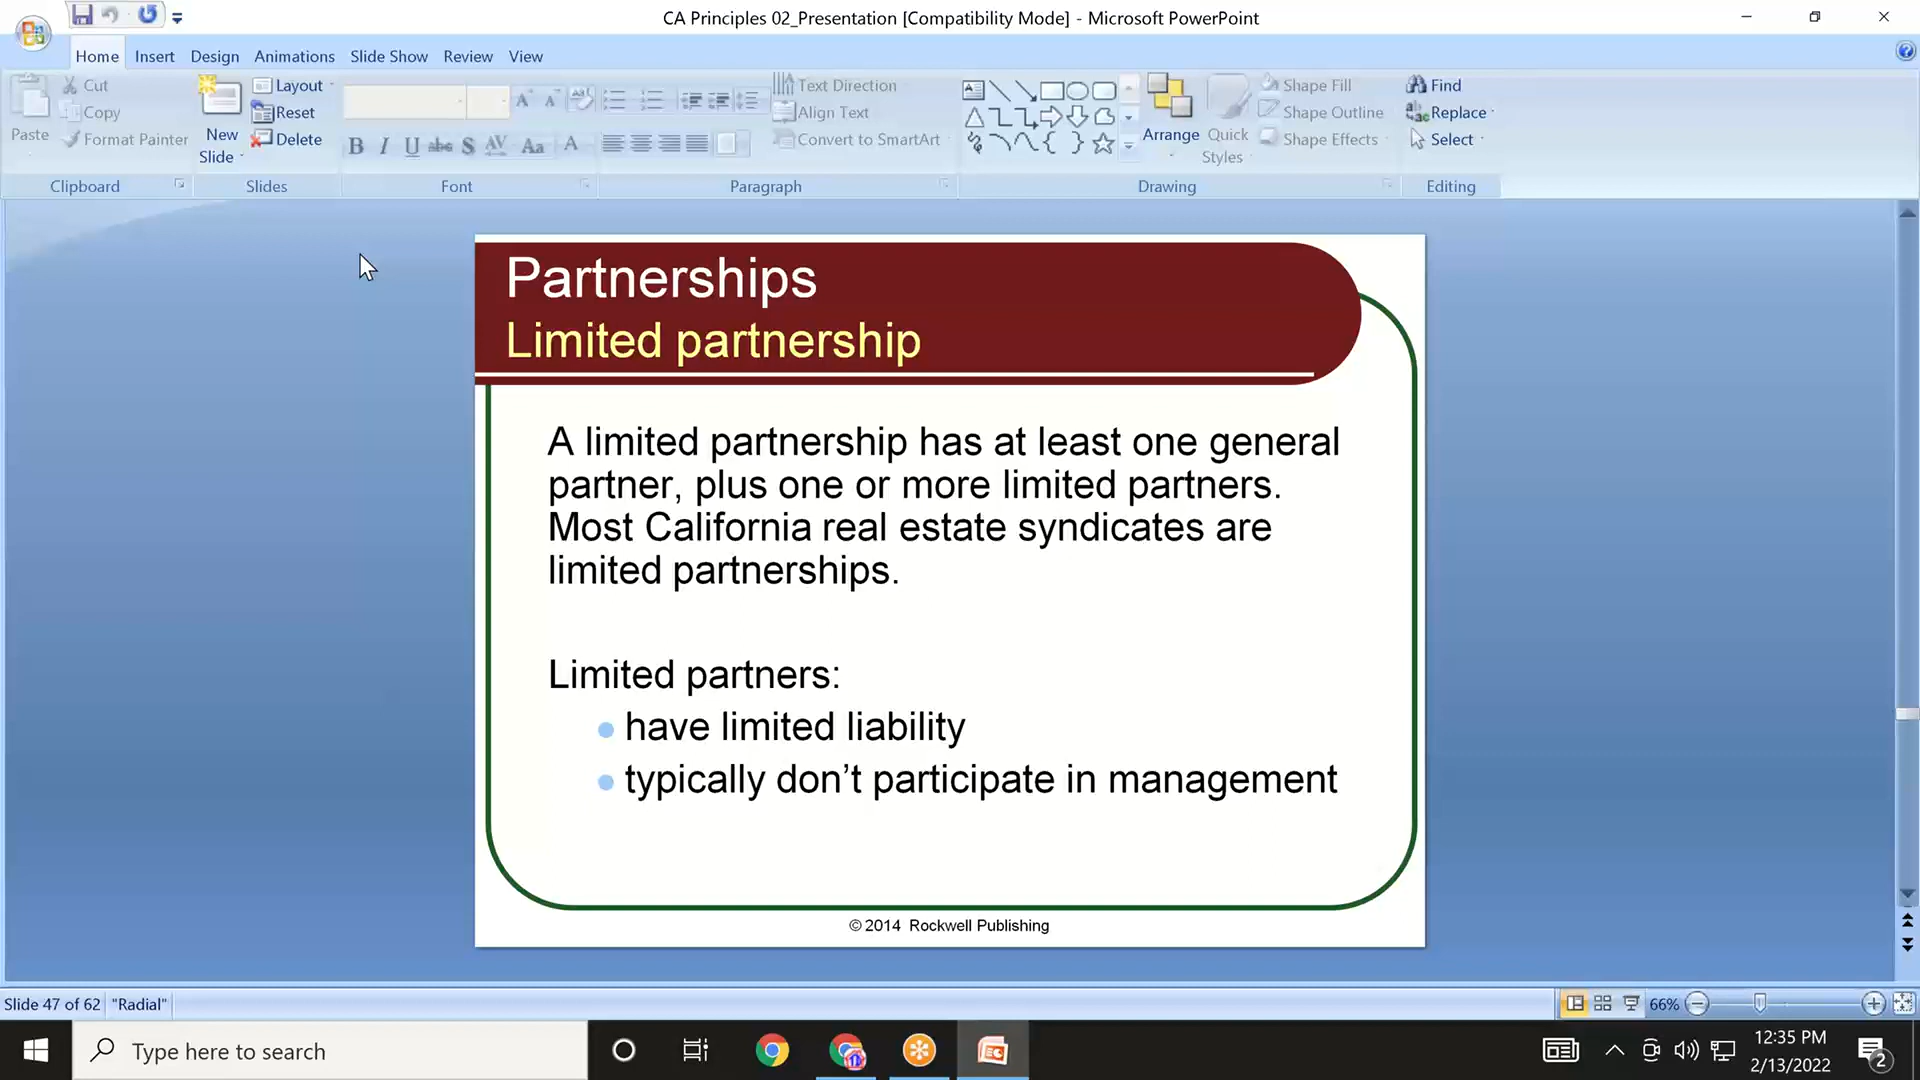 CA Principles 02_Presentation [Compatibility Mode] - Microsoft PowerPoint
Home Insert Design Animations Slide Show Review View
Paste
Cut
Copy
Format Painter
Clipboard
New
Slide
Layout
Reset
Delete
Slides
B I U abe S AV Aa A
Font
Text Direction
Align Text
Convert to SmartArt
Paragraph
Arrange
Quick
Styles
Shape Fill
Shape Outline
Shape Effects
Drawing
Find
Replace
Select
Editing
Partnerships
Limited partnership
A limited partnership has at least one general
partner, plus one or more limited partners.
Most California real estate syndicates are
limited partnerships.
Limited partners:
have limited liability
typically don’t participate in management
© 2014 Rockwell Publishing
Slide 47 of 62 "Radial"
66%
Type here to search
12:35 PM
2/13/2022
2